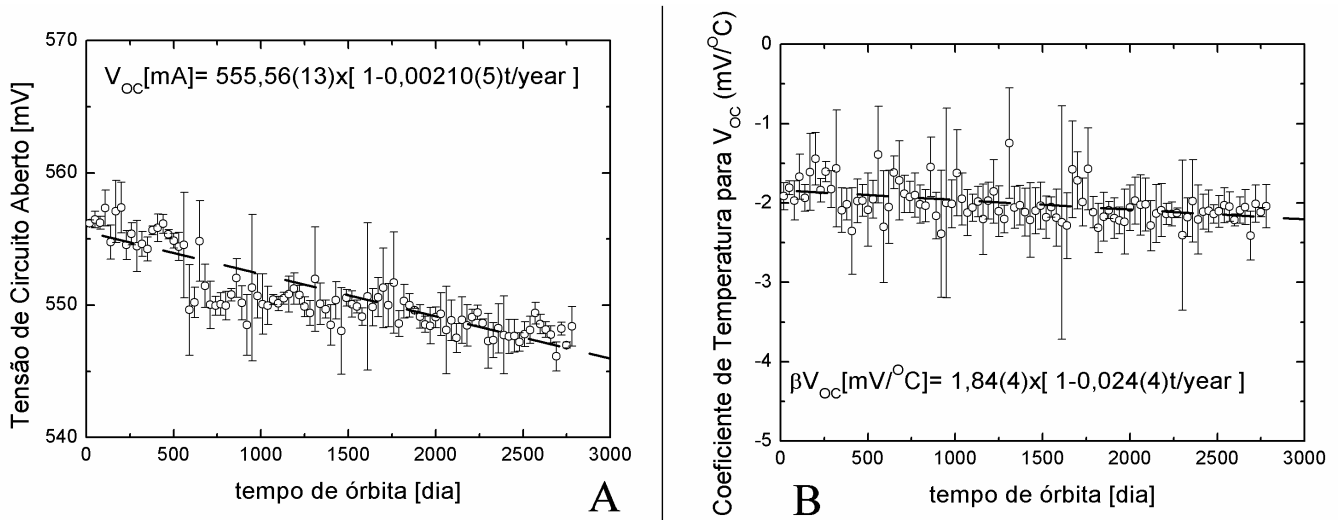 570
560
550
540
Tensão de Circuito Aberto [mV]
V_OC[mA]= 555,56(13)x[ 1-0,00210(5)t/year ]
0 500 1000 1500 2000 2500 3000
tempo de órbita [dia]
A
0
-1
-2
-3
-4
-5
Coeficiente de Temperatura para V_OC (mV/°C)
βV_OC[mV/°C]= 1,84(4)x[ 1-0,024(4)t/year ]
0 500 1000 1500 2000 2500 3000
tempo de órbita [dia]
B